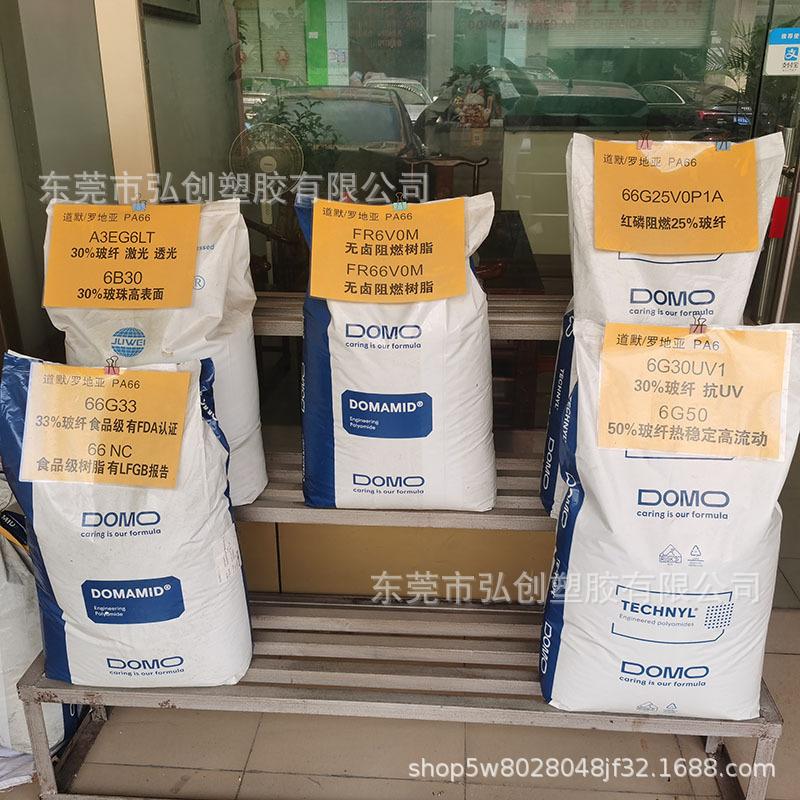 东莞市弘创塑胶有限公司
道默/罗地亚 PA66
A3EG6LT
30%玻纤 激光 透光
6B30
30%玻珠高表面
JUWEI
道默/罗地亚 PA66
FR6V0M
无卤阻燃树脂
FR66V0M
无卤阻燃树脂
DOMO
caring is our formula
DOMAMID®
Engineering
Polyamide
DOMO
caring is our formula
道默/罗地亚 PA66
66G25V0P1A
红磷阻燃25%玻纤
DOMO
caring is our formula
TECHNYL
道默/罗地亚 PA66
66G33
33%玻纤食品级有FDA认证
66 NC
食品级树脂有LFGB报告
DOMO
caring is our formula
DOMAMID®
Engineering
Polyamide
DOMO
caring is our formula
道默/罗地亚 PA6
6G30UV1
30%玻纤 抗UV
6G50
50%玻纤热稳定高流动
DOMO
caring is our formula
TECHNYL®
Engineered polyamides
DOMO
caring is our formula
DOMO
东莞市弘创塑胶有限公司
shop5w8028048jf32.1688.com